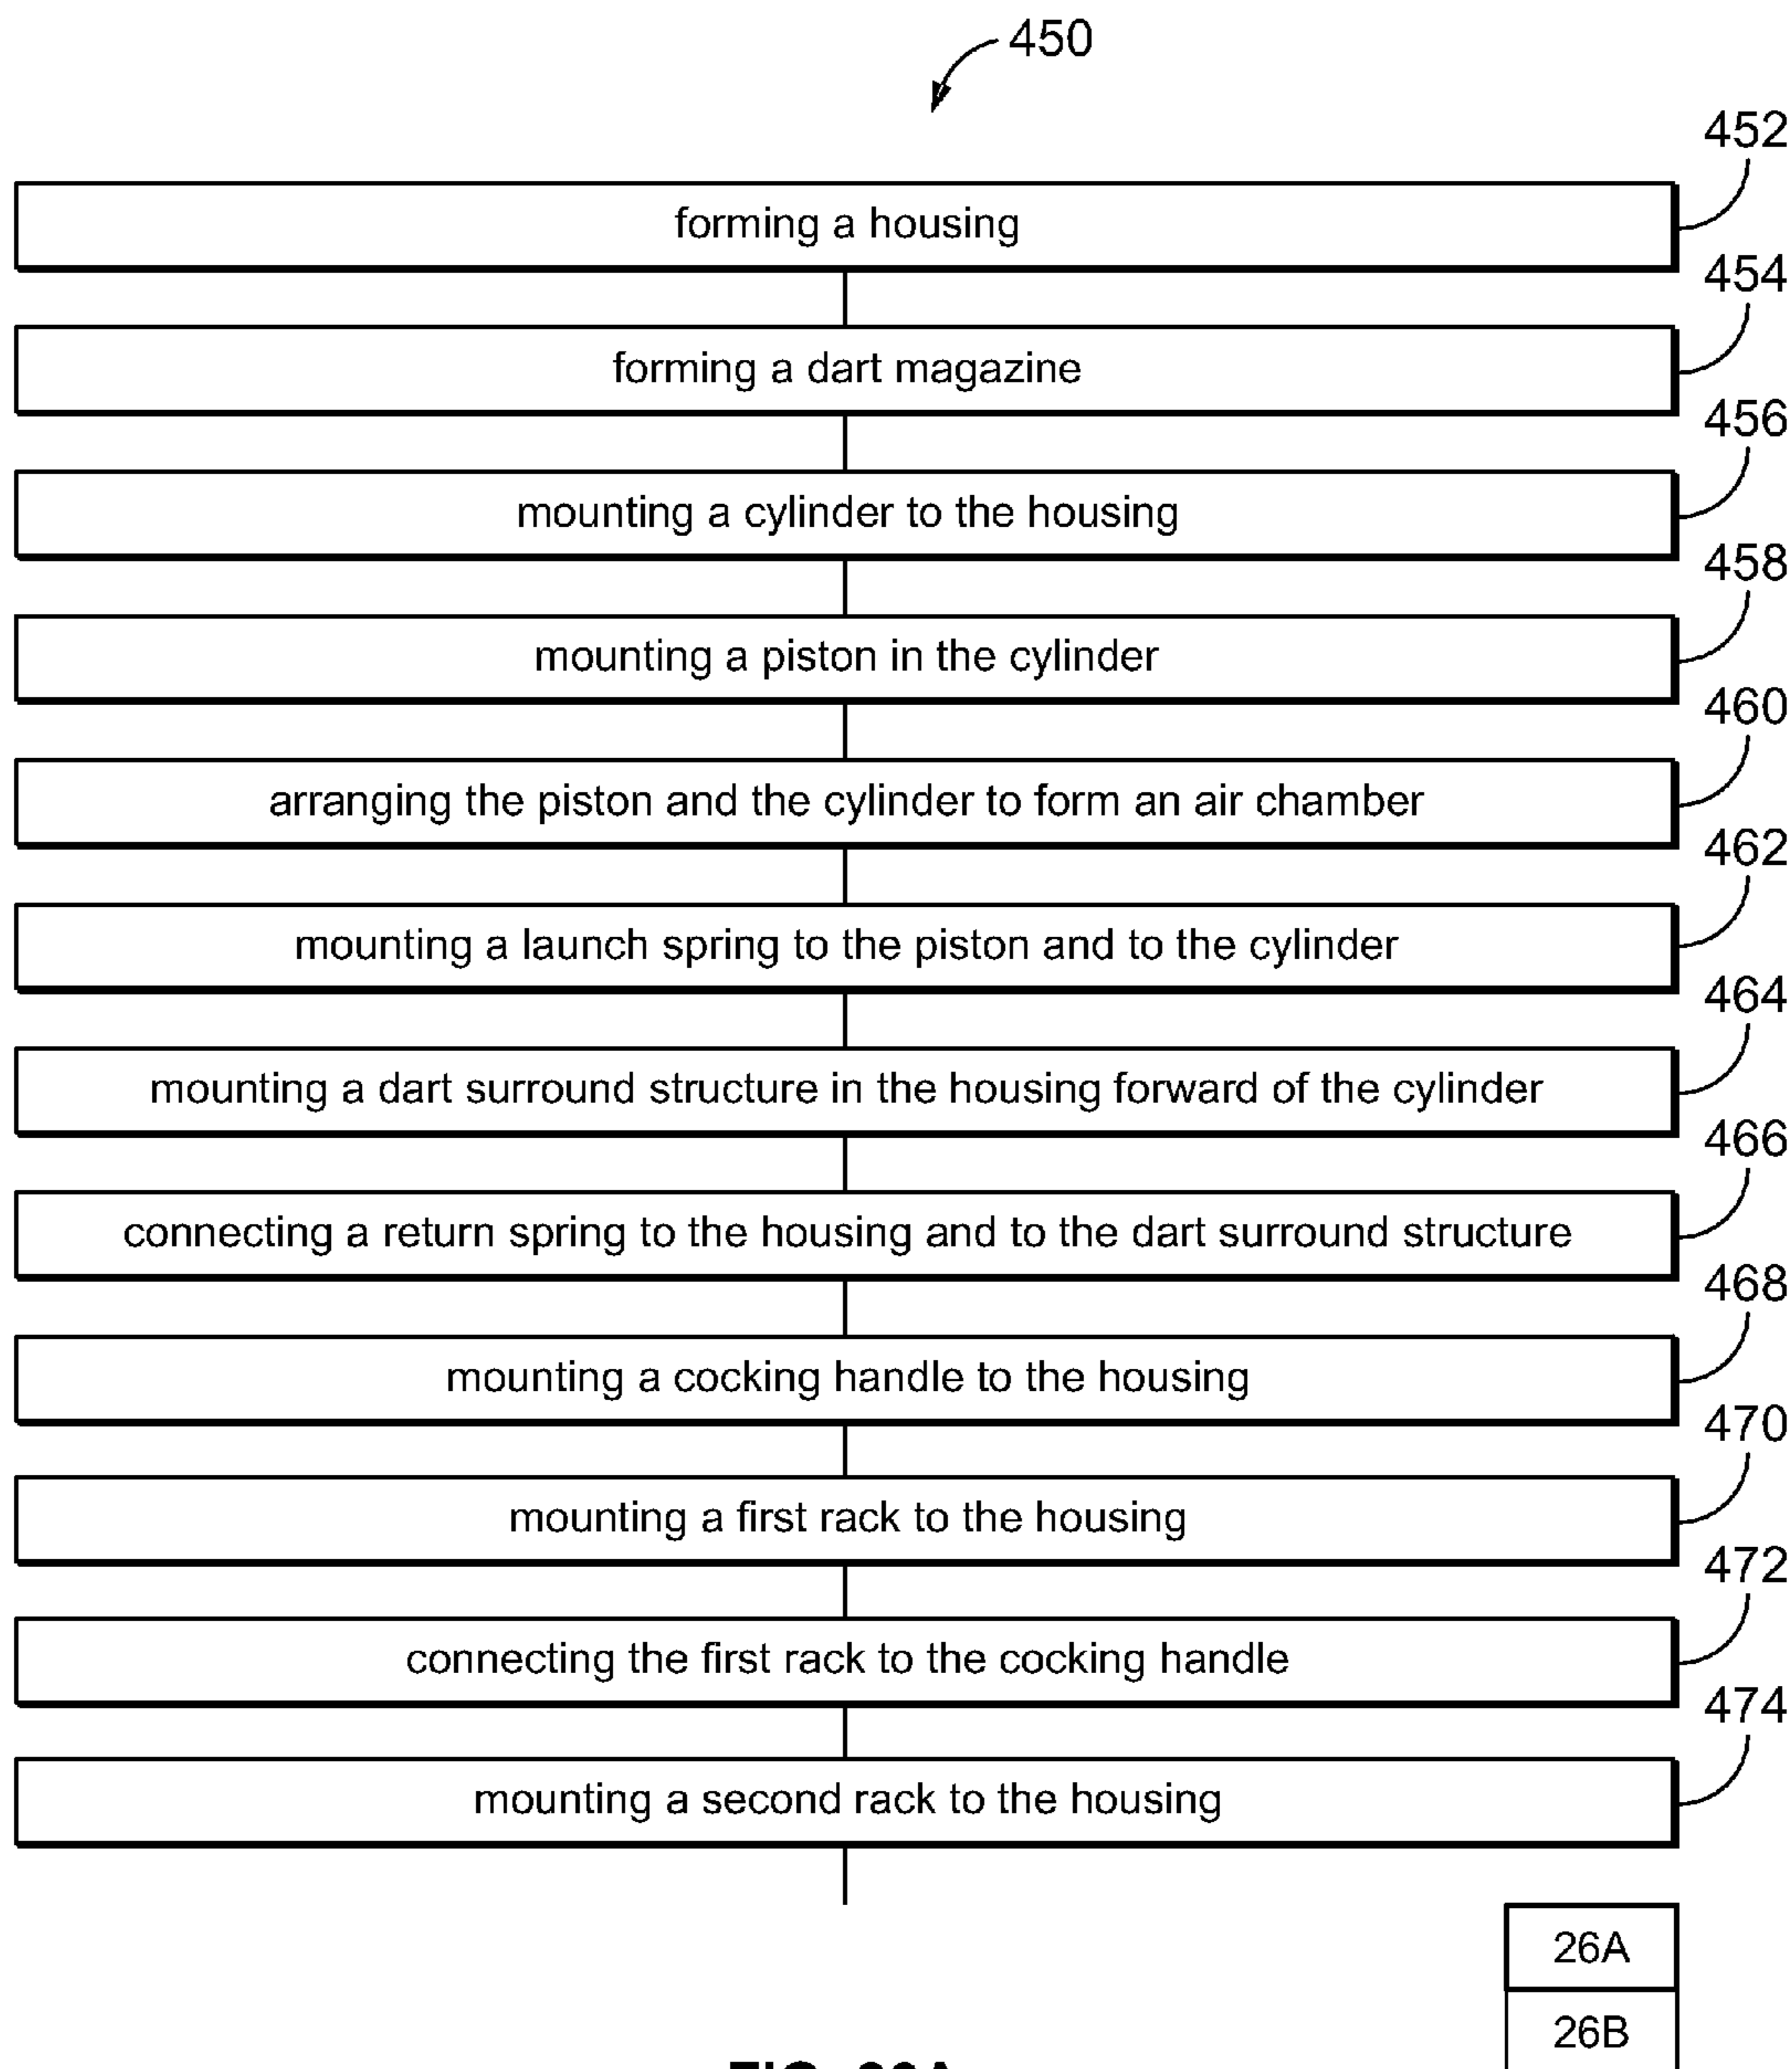 450
452
forming a housing
454
forming a dart magazine
456
mounting a cylinder to the housing
458
mounting a piston in the cylinder
460
arranging the piston and the cylinder to form an air chamber
462
mounting a launch spring to the piston and to the cylinder
464
mounting a dart surround structure in the housing forward of the cylinder
466
connecting a return spring to the housing and to the dart surround structure
468
mounting a cocking handle to the housing
470
mounting a first rack to the housing
472
connecting the first rack to the cocking handle
474
mounting a second rack to the housing
26A
26B